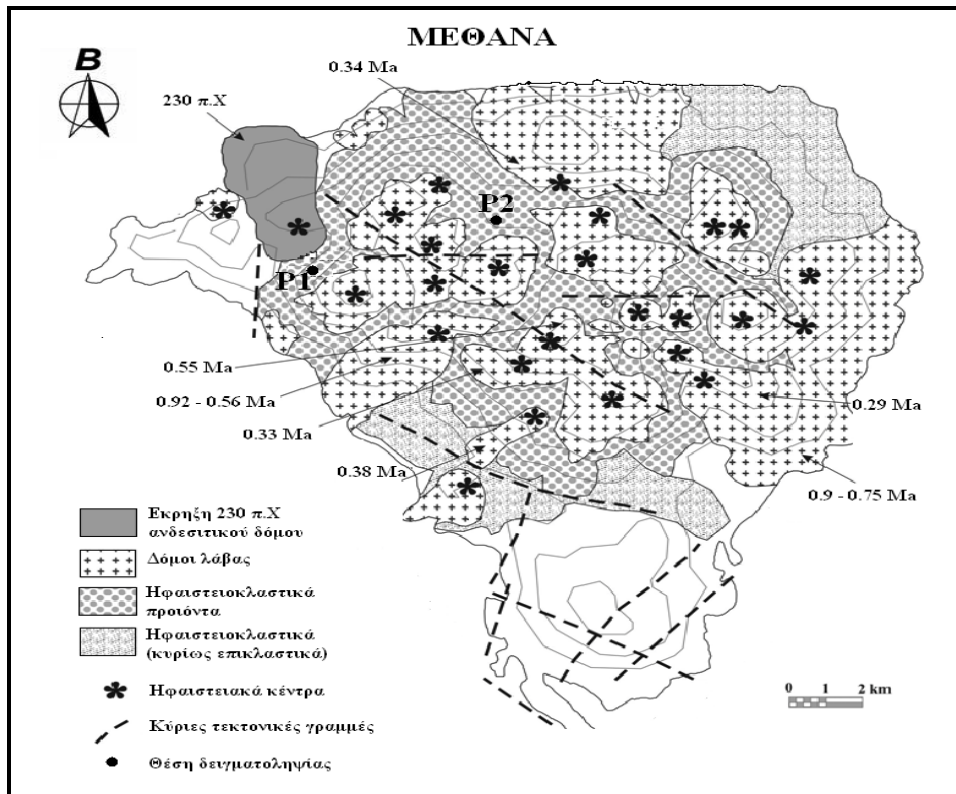 ΜΕΘΑΝΑ
Β
0.34 Ma
230 π.Χ
P2
P1
0.55 Ma
0.92 - 0.56 Ma
0.33 Ma
0.29 Ma
0.38 Ma
0.9 - 0.75 Ma
Εκρηξη 230 π.Χ
ανδεσιτικού δόμου
Δόμοι λάβας
Ηφαιστειοκλαστικά
προιόντα
Ηφαιστειοκλαστικά
(κυρίως επικλαστικά)
Ηφαιστειακά κέντρα
Κύριες τεκτονικές γραμμές
Θέση δειγματοληψίας
0 1 2 km